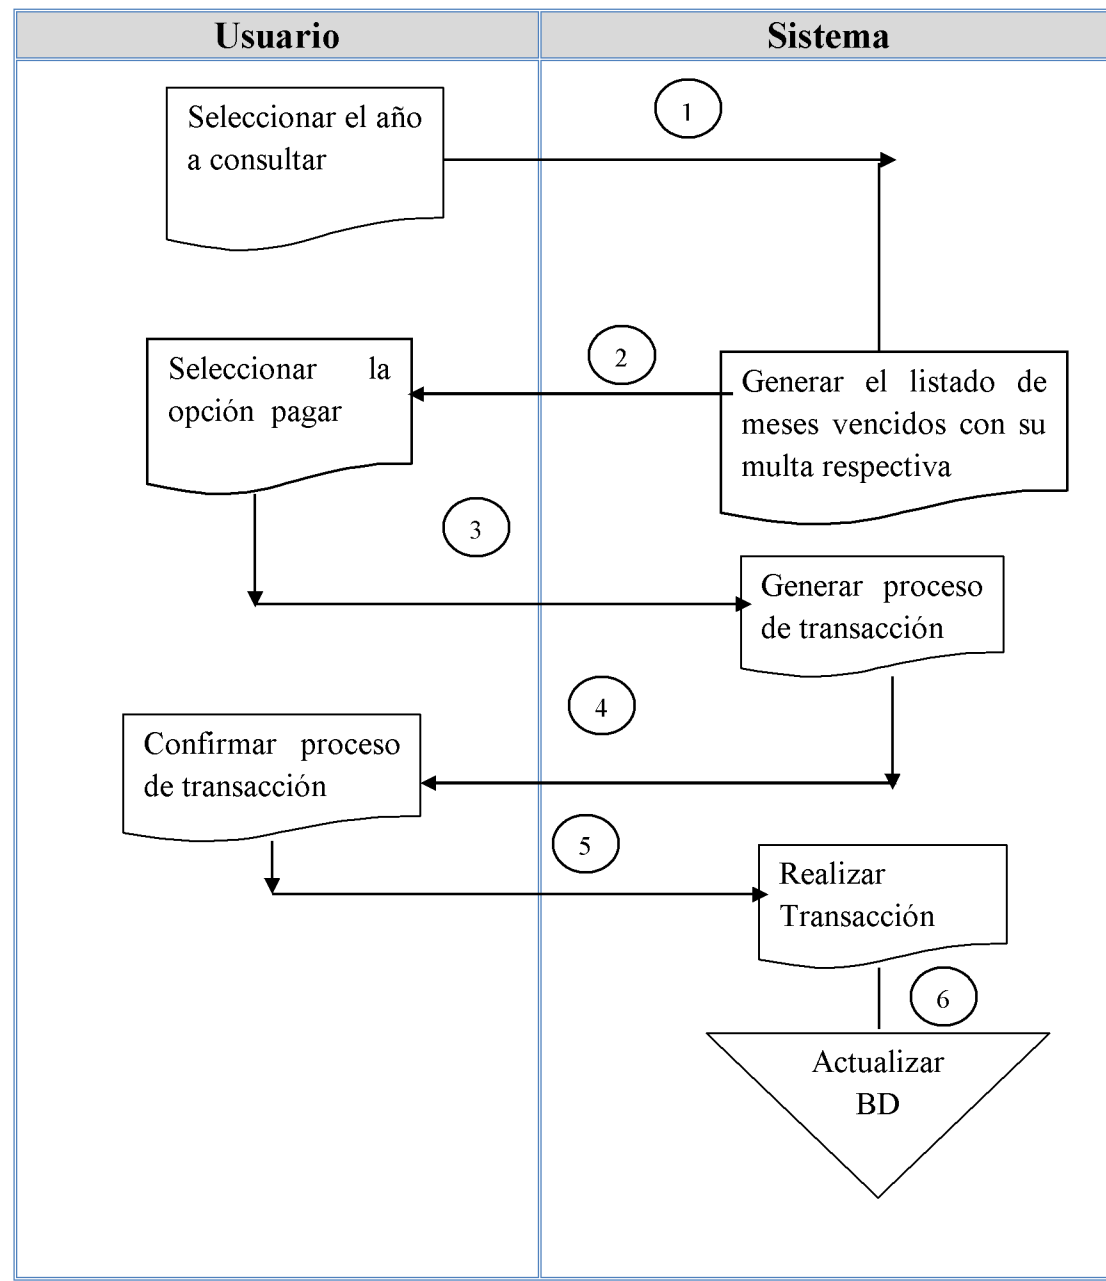 Usuario
Sistema
Seleccionar el año
a consultar
1
Seleccionar la
opción pagar
2
Generar el listado de
meses vencidos con su
multa respectiva
3
Generar proceso
de transacción
4
Confirmar proceso
de transacción
5
Realizar
Transacción
6
Actualizar
BD